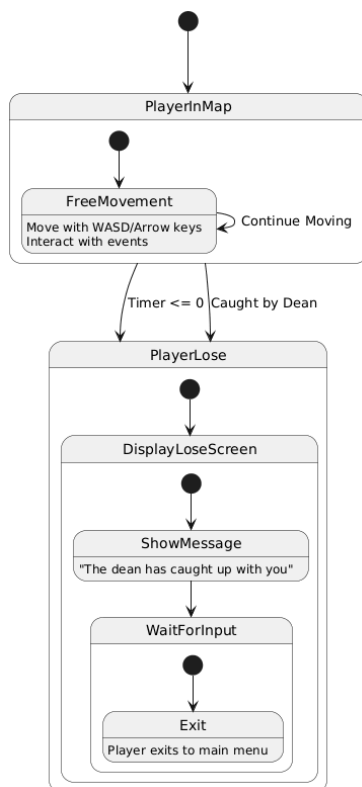 PlayerInMap
FreeMovement
Move with WASD/Arrow keys
Interact with events
Continue Moving
Timer <= 0
Caught by Dean
PlayerLose
DisplayLoseScreen
ShowMessage
"The dean has caught up with you"
WaitForInput
Exit
Player exits to main menu